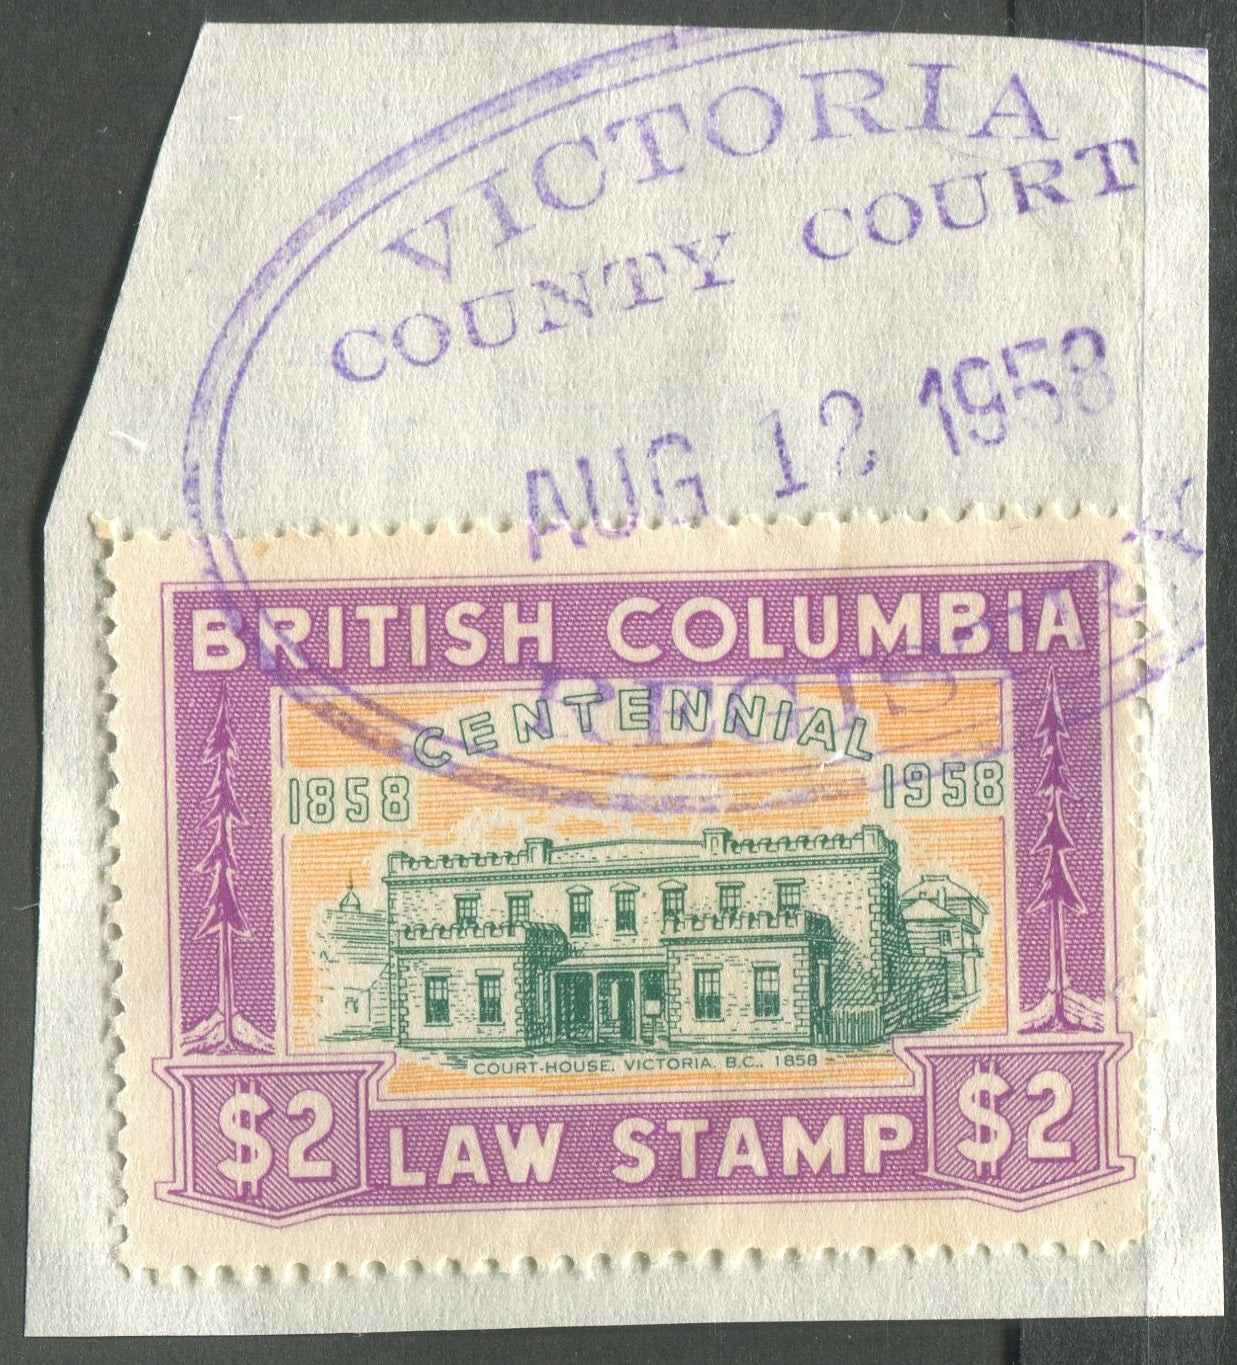 VICTORIA
COUNTY COURT
AUG 12 1958
REGISTRY
BRITISH COLUMBIA
CENTENNIAL
1858 1958
COURT-HOUSE, VICTORIA, B.C., 1858
$2 LAW STAMP $2